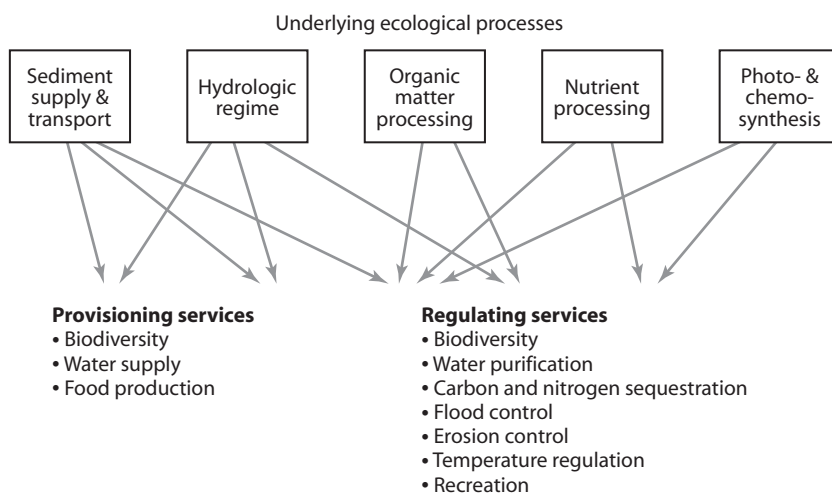 Underlying ecological processes
Sediment
supply &
transport
Hydrologic
regime
Organic
matter
processing
Nutrient
processing
Photo- &
chemo-
synthesis
Provisioning services
• Biodiversity
• Water supply
• Food production
Regulating services
• Biodiversity
• Water purification
• Carbon and nitrogen sequestration
• Flood control
• Erosion control
• Temperature regulation
• Recreation